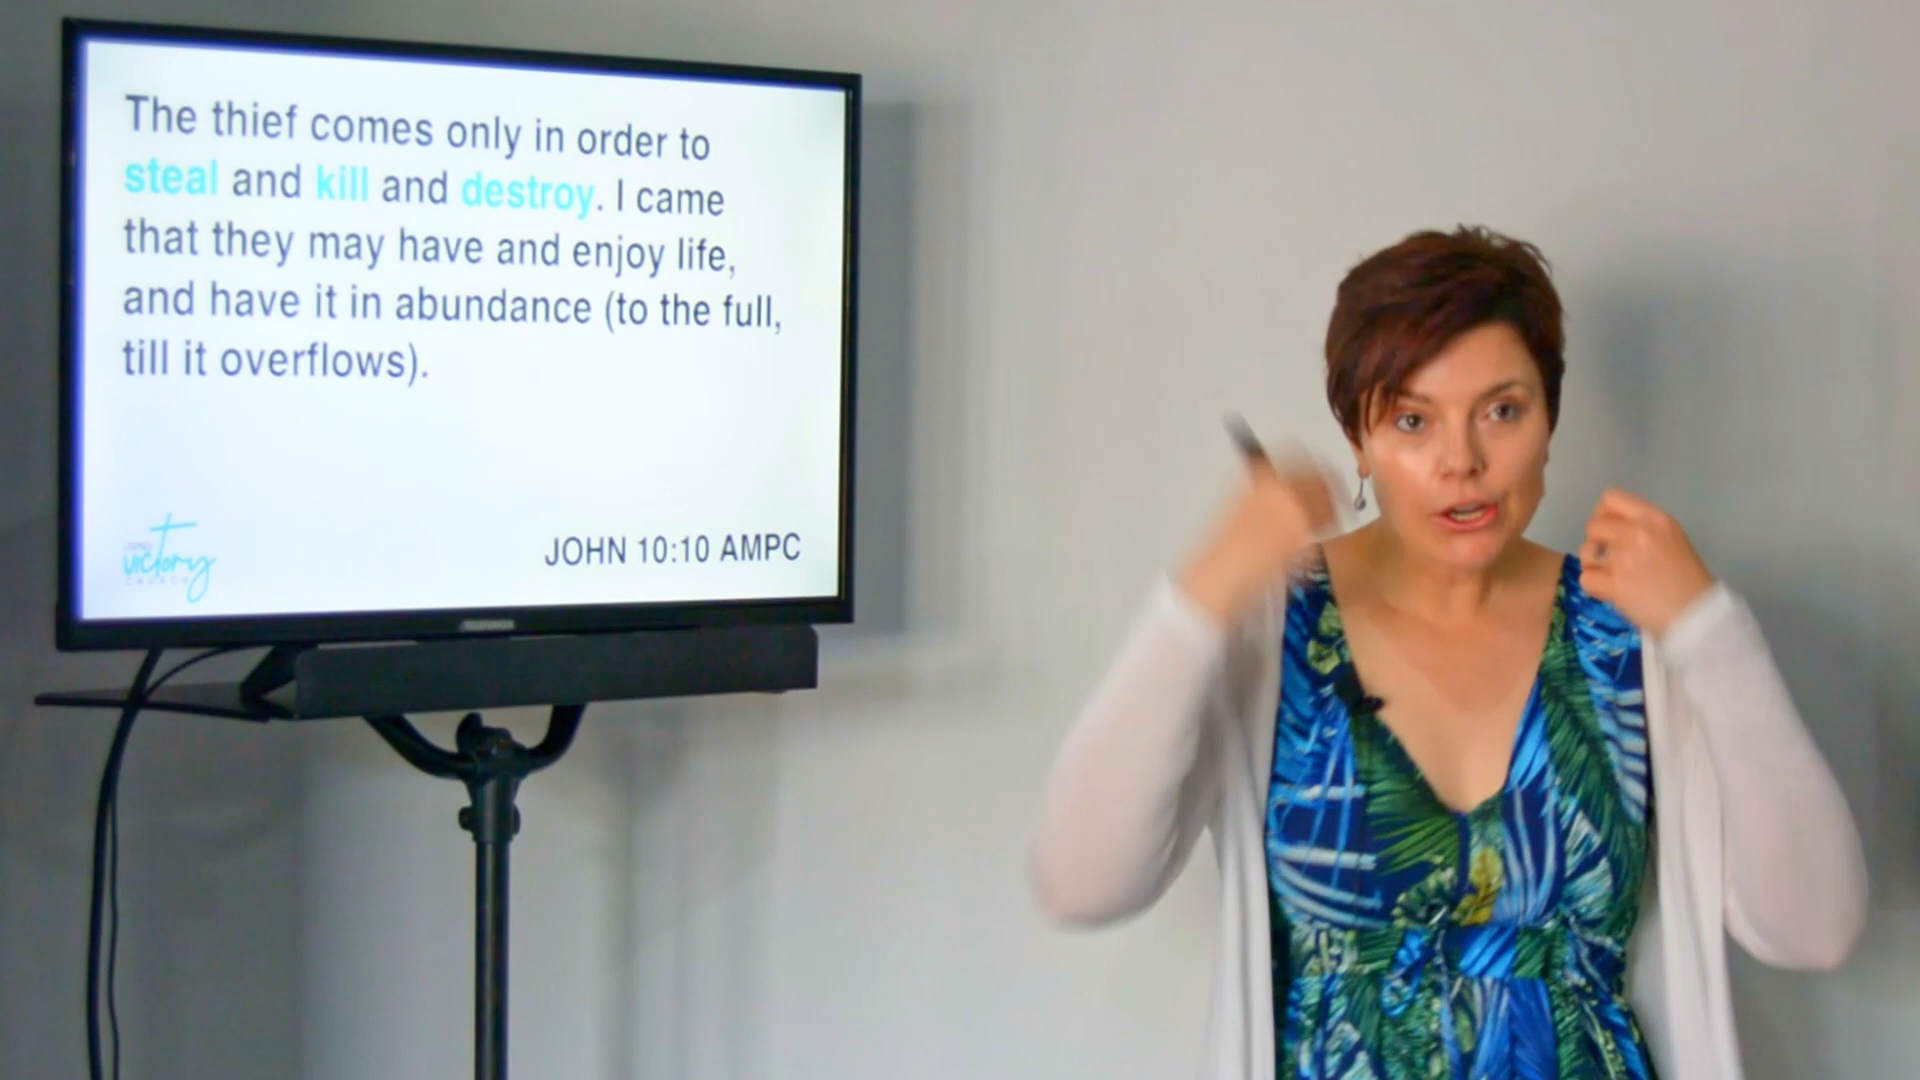 The thief comes only in order to
steal and kill and destroy. I came
that they may have and enjoy life,
and have it in abundance (to the full,
till it overflows).
victory
CHURCH
JOHN 10:10 AMPC